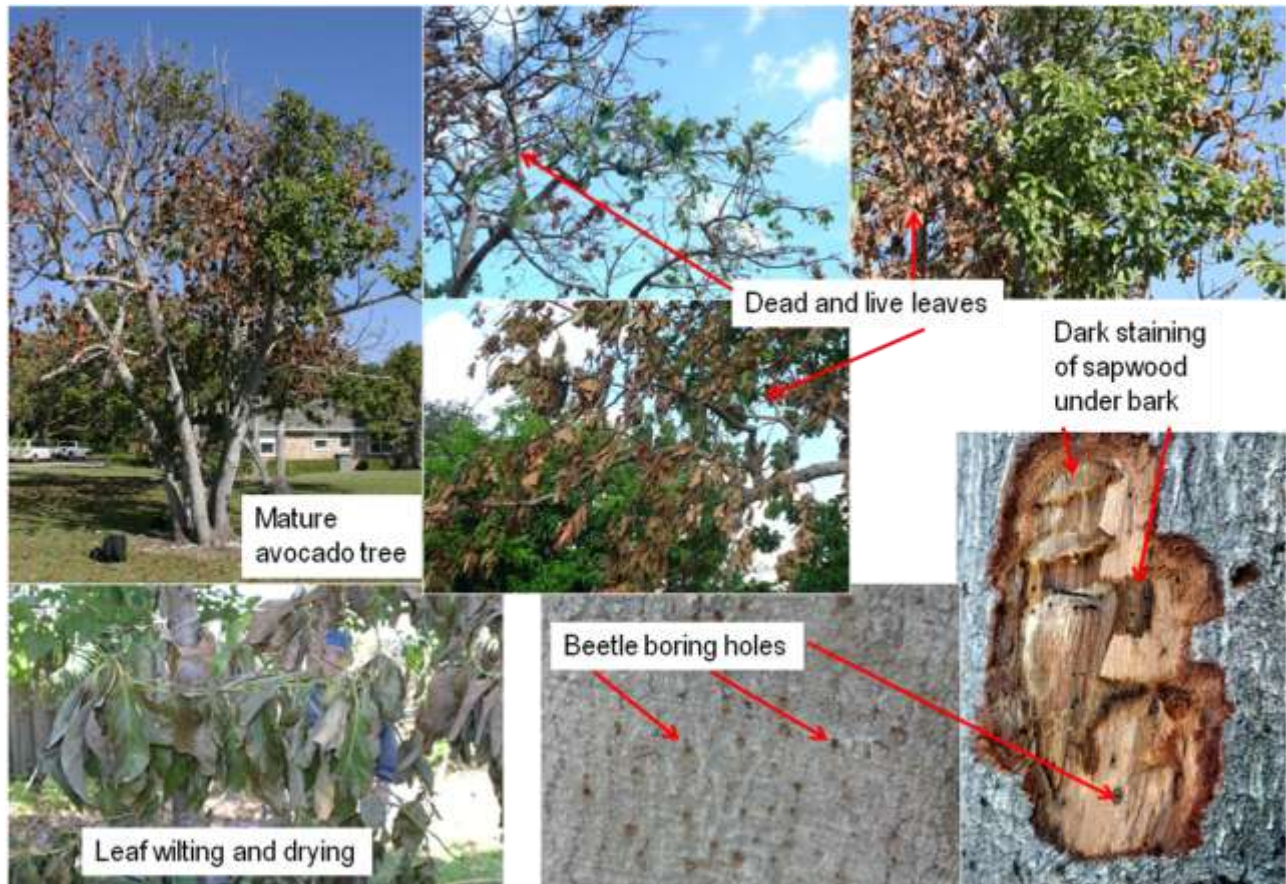 Dead and live leaves
Dark staining
of sapwood
under bark
Mature
avocado tree
Beetle boring holes
Leaf wilting and drying